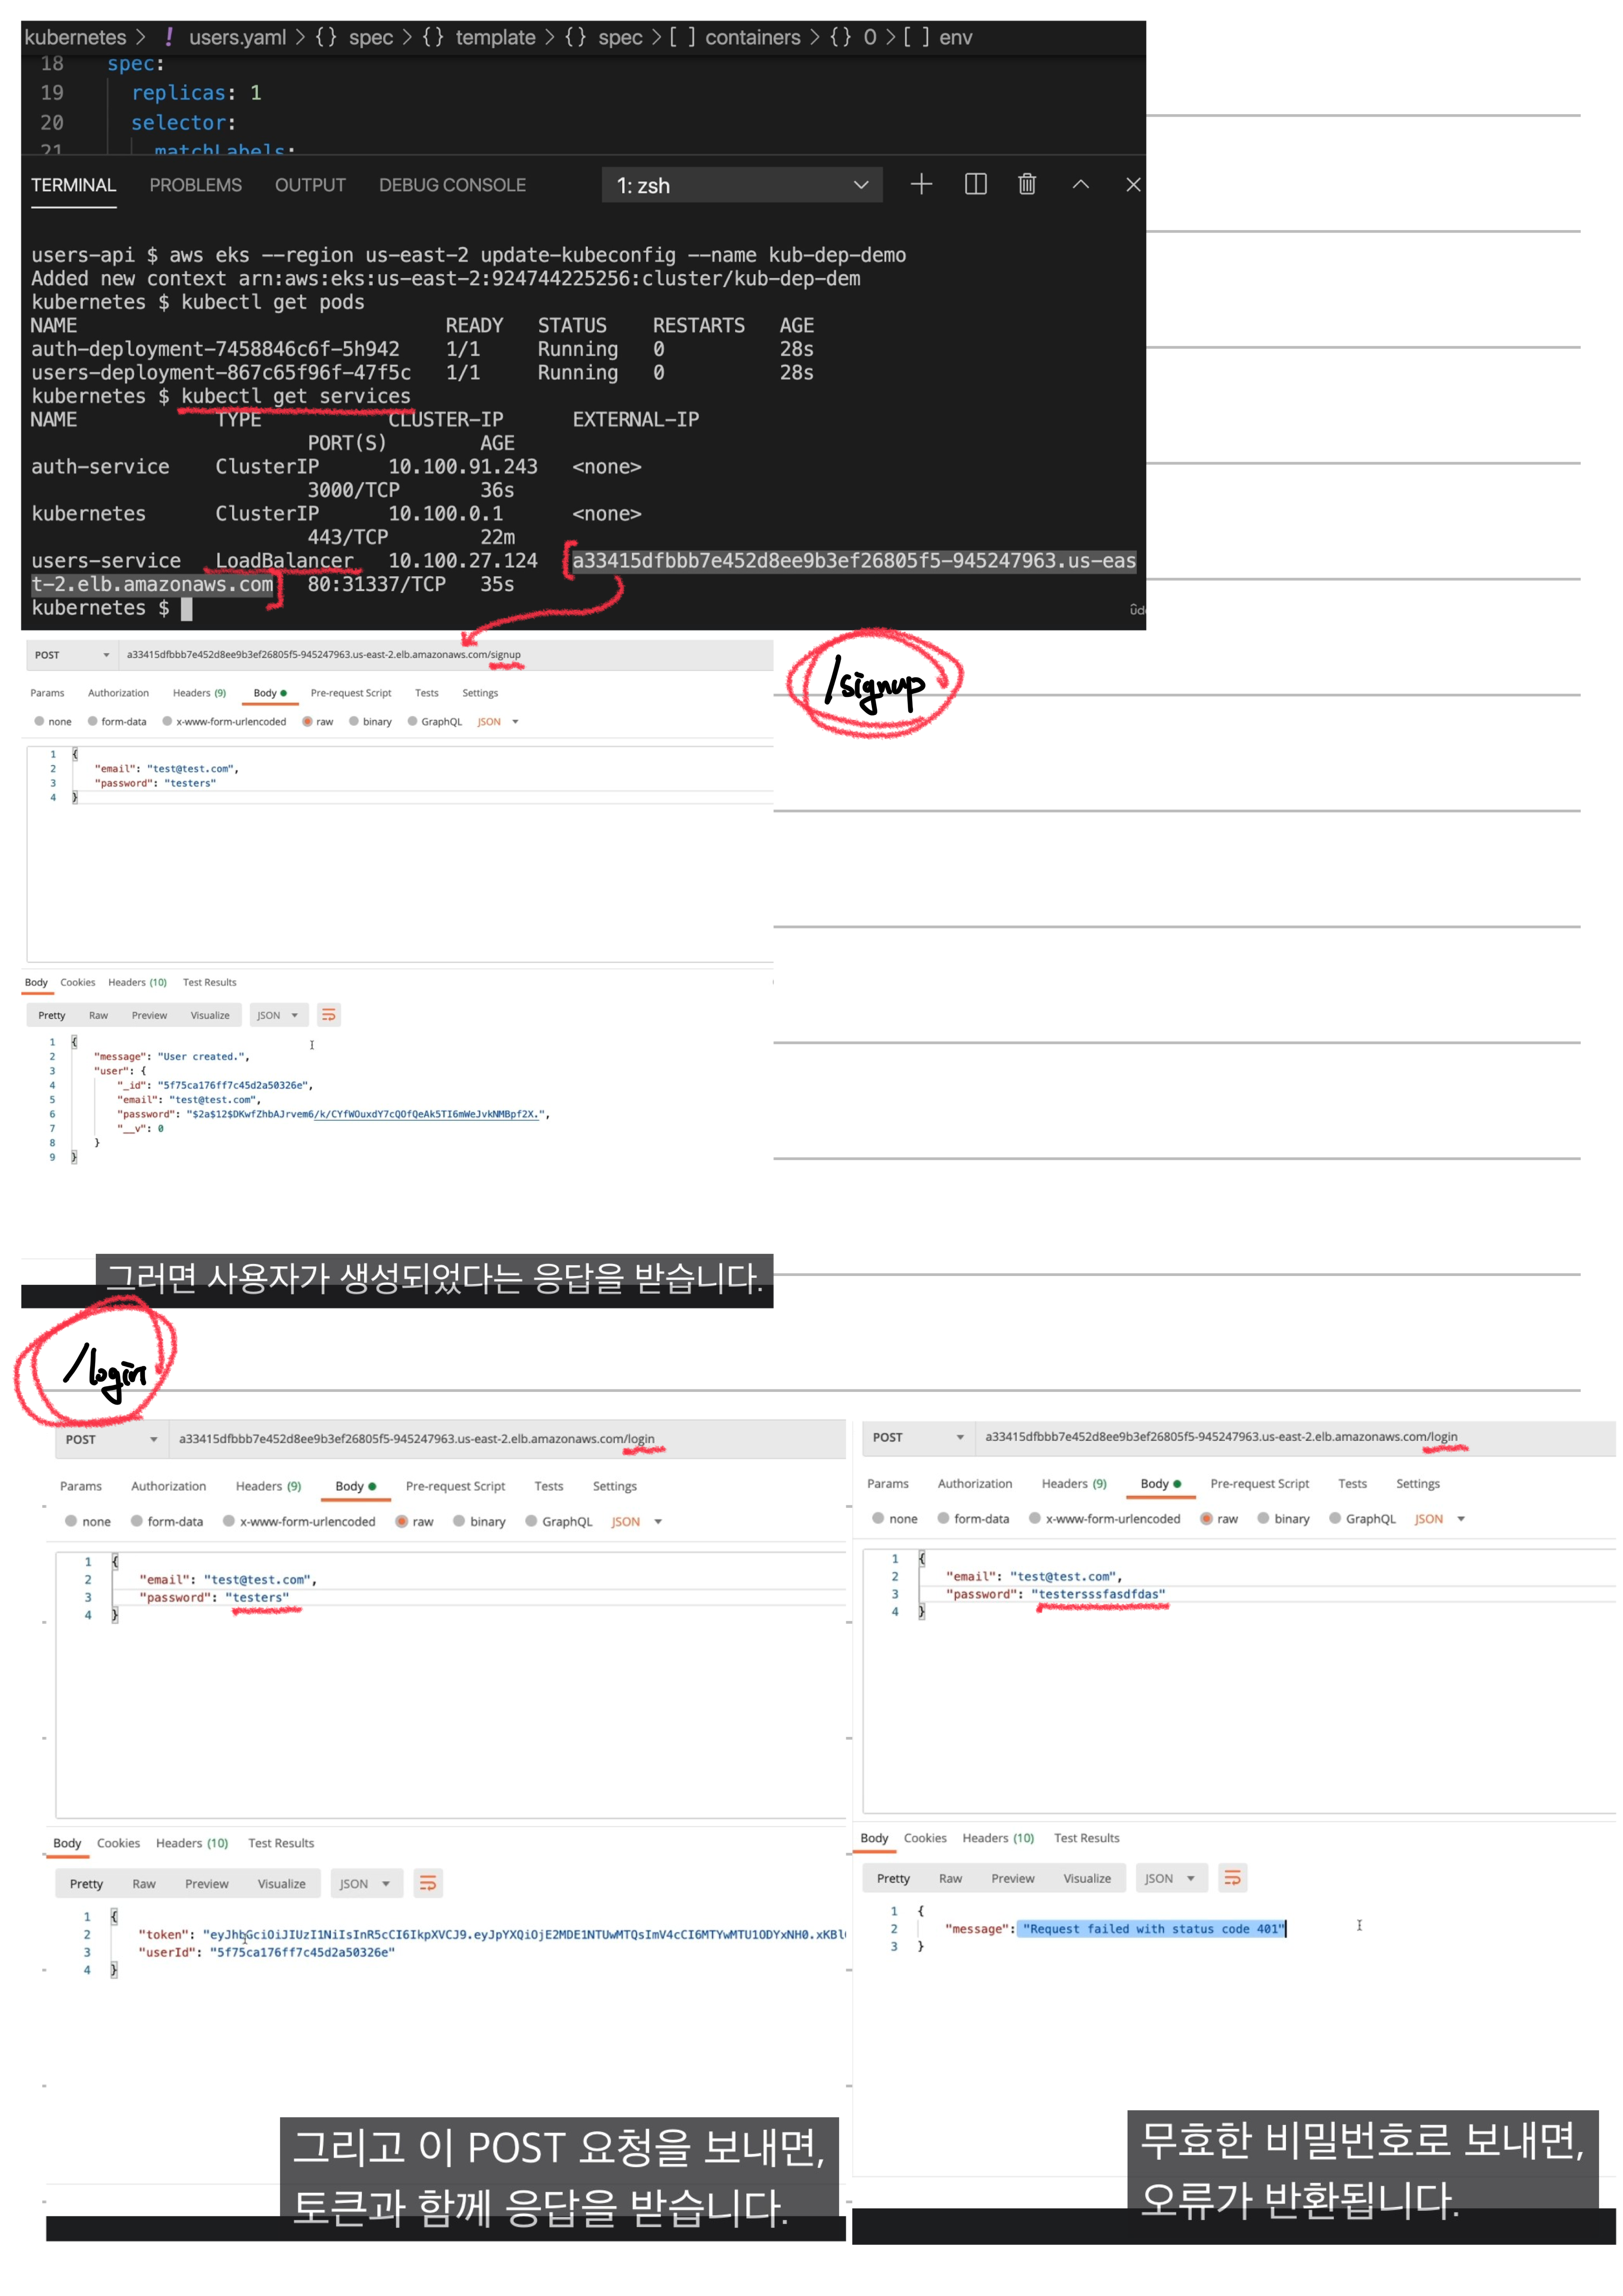 kubernetes > ! users.yaml > {} spec > {} template > {} spec > [ ] containers > {} 0 > [ ] env
18 spec:
19 replicas: 1
20 selector:
21 matchLabels:
TERMINAL PROBLEMS OUTPUT DEBUG CONSOLE 1: zsh
users-api $ aws eks --region us-east-2 update-kubeconfig --name kub-dep-demo
Added new context arn:aws:eks:us-east-2:924744225256:cluster/kub-dep-dem
kubernetes $ kubectl get pods
NAME READY STATUS RESTARTS AGE
auth-deployment-7458846c6f-5h942 1/1 Running 0 28s
users-deployment-867c65f96f-47f5c 1/1 Running 0 28s
kubernetes $ kubectl get services
NAME TYPE CLUSTER-IP EXTERNAL-IP
PORT(S) AGE
auth-service ClusterIP 10.100.91.243 <none>
3000/TCP 36s
kubernetes ClusterIP 10.100.0.1 <none>
443/TCP 22m
users-service LoadBalancer 10.100.27.124 a33415dfbbb7e452d8ee9b3ef26805f5-945247963.us-eas
t-2.elb.amazonaws.com 80:31337/TCP 35s
kubernetes $
POST a33415dfbbb7e452d8ee9b3ef26805f5-945247963.us-east-2.elb.amazonaws.com/signup
/signup
Params Authorization Headers (9) Body Pre-request Script Tests Settings
none form-data x-www-form-urlencoded raw binary GraphQL JSON
1 {
2 "email": "test@test.com",
3 "password": "testers"
4 }
Body Cookies Headers (10) Test Results
Pretty Raw Preview Visualize JSON
1 {
2 "message": "User created.",
3 "user": {
4 "_id": "5f75ca176ff7c45d2a50326e",
5 "email": "test@test.com",
6 "password": "$2a$12$DKwfZhbAJrvem6/k/CYfWOuxdY7cQOfQeAk5TI6mWeJvkNMBpf2X.",
7 "__v": 0
8 }
9 }
그러면 사용자가 생성되었다는 응답을 받습니다.
/login
POST a33415dfbbb7e452d8ee9b3ef26805f5-945247963.us-east-2.elb.amazonaws.com/login
Params Authorization Headers (9) Body Pre-request Script Tests Settings
none form-data x-www-form-urlencoded raw binary GraphQL JSON
1 {
2 "email": "test@test.com",
3 "password": "testers"
4 }
Body Cookies Headers (10) Test Results
Pretty Raw Preview Visualize JSON
1 {
2 "token": "eyJhbGciOiJIUzI1NiIsInR5cCI6IkpXVCJ9.eyJpYXQiOjE2MDE1NTUwMTQsImV4cCI6MTYwMTU1ODYxNH0.xKBl
3 "userId": "5f75ca176ff7c45d2a50326e"
4 }
그리고 이 POST 요청을 보내면,
토큰과 함께 응답을 받습니다.
POST a33415dfbbb7e452d8ee9b3ef26805f5-945247963.us-east-2.elb.amazonaws.com/login
Params Authorization Headers (9) Body Pre-request Script Tests Settings
none form-data x-www-form-urlencoded raw binary GraphQL JSON
1 {
2 "email": "test@test.com",
3 "password": "testersssfasdfdas"
4 }
Body Cookies Headers (10) Test Results
Pretty Raw Preview Visualize JSON
1 {
2 "message": "Request failed with status code 401"
3 }
무효한 비밀번호로 보내면,
오류가 반환됩니다.